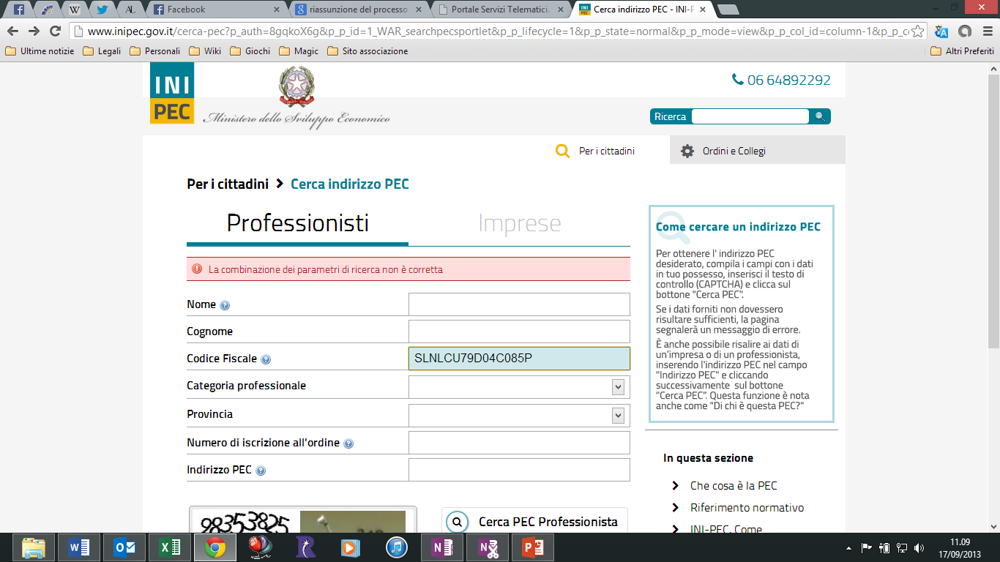 Facebook
riassunzione del processo
Portale Servizi Telematici
Cerca indirizzo PEC - INI-P
www.inipec.gov.it/cerca-pec?p_auth=8gqkoX6g&p_p_id=1_WAR_searchpecsportlet&p_p_lifecycle=1&p_p_state=normal&p_p_mode=view&p_p_col_id=column-1&p_p_c
Ultime notizie Legali Personali Wiki Giochi Magic Sito associazione Altri Preferiti
INI
PEC
Ministero dello Sviluppo Economico
06 64892292
Ricerca
Per i cittadini
Ordini e Collegi
Per i cittadini > Cerca indirizzo PEC
Professionisti
Imprese
La combinazione dei parametri di ricerca non è corretta
Nome
Cognome
Codice Fiscale SLNLCU79D04C085P
Categoria professionale
Provincia
Numero di iscrizione all'ordine
Indirizzo PEC
98353825
Cerca PEC Professionista
Come cercare un indirizzo PEC
Per ottenere l' indirizzo PEC
desiderato, compila i campi con i dati
in tuo possesso, inserisci il testo di
controllo (CAPTCHA) e clicca sul
bottone "Cerca PEC".
Se i dati forniti non dovessero
risultare sufficienti, la pagina
segnalerà un messaggio di errore.
È anche possibile risalire ai dati di
un'impresa o di un professionista,
inserendo l'indirizzo PEC nel campo
"Indirizzo PEC" e cliccando
successivamente sul bottone
"Cerca PEC". Questa funzione è nota
anche come "Di chi è questa PEC?"
In questa sezione
Che cosa è la PEC
Riferimento normativo
INI-PEC. Come
11.09
17/09/2013